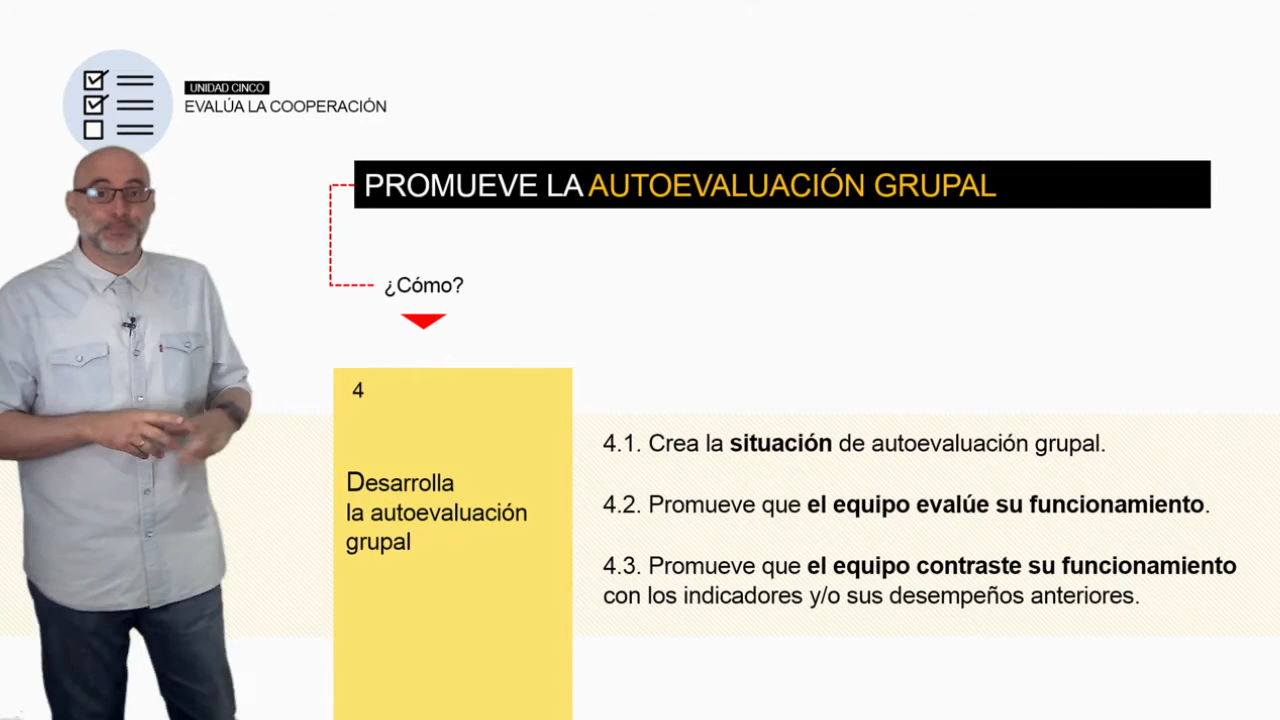 UNIDAD CINCO
EVALÚA LA COOPERACIÓN
PROMUEVE LA AUTOEVALUACIÓN GRUPAL
¿Cómo?
4
Desarrolla
la autoevaluación
grupal
4.1. Crea la situación de autoevaluación grupal.
4.2. Promueve que el equipo evalúe su funcionamiento.
4.3. Promueve que el equipo contraste su funcionamiento
con los indicadores y/o sus desempeños anteriores.